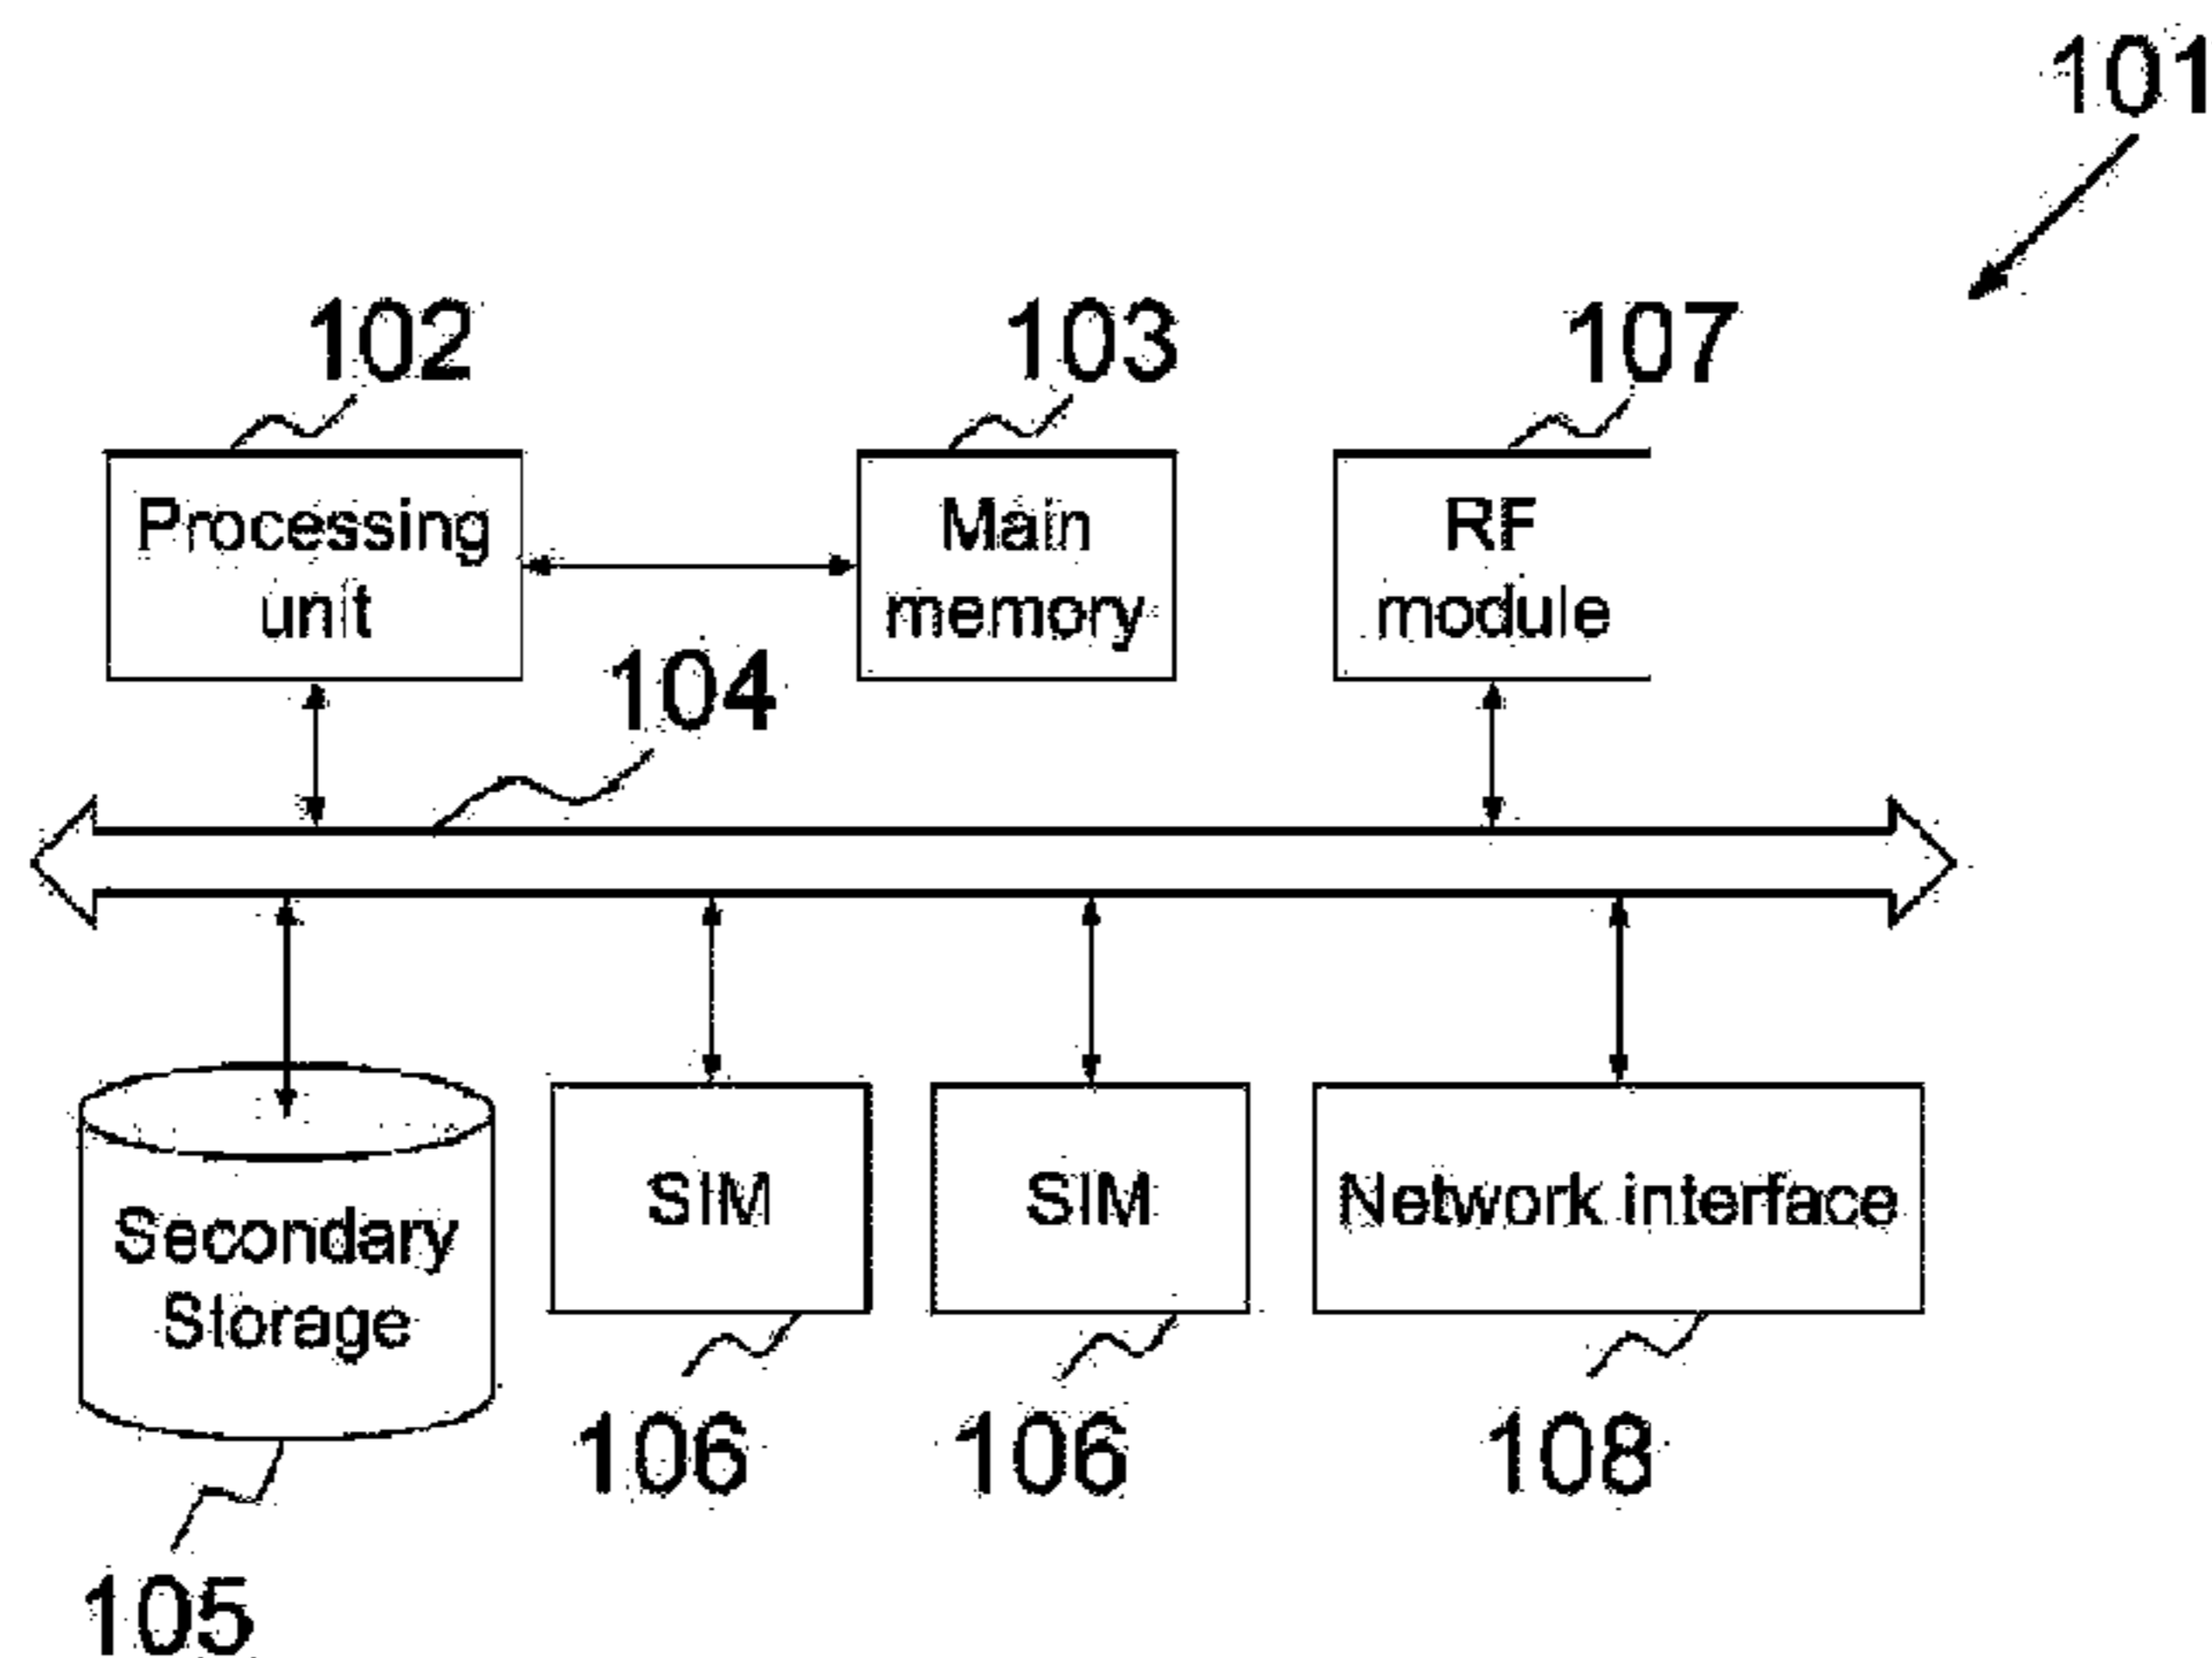 101
102
103
107
Processing
unit
Main
memory
RF
module
104
Secondary
Storage
SIM
SIM
Network interface
106
106
108
105